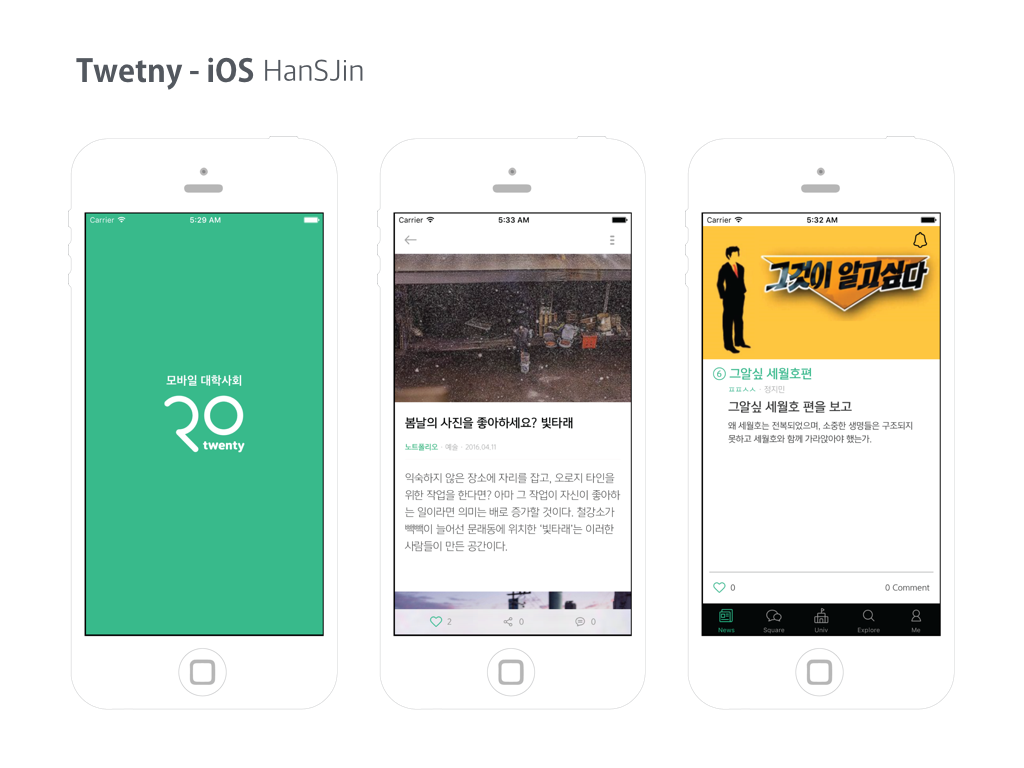 Twetny - iOS HanSJin
Carrier 5:29 AM
모바일 대학사회
20
twenty
Carrier 5:33 AM
봄날의 사진을 좋아하세요? 빛타래
노트폴리오 · 예술 · 2016.04.11
익숙하지 않은 장소에 자리를 잡고, 오로지 타인을
위한 작업을 한다면? 아마 그 작업이 자신이 좋아하
는 일이라면 의미는 배로 증가할 것이다. 철강소가
빽빽이 늘어선 문래동에 위치한 '빛타래'는 이러한
사람들이 만든 공간이다.
2 0 0
Carrier 5:32 AM
그것이 알고싶다
6 그알싶 세월호편
ㅍㅍㅅㅅ · 정지민
그알싶 세월호 편을 보고
왜 세월호는 전복되었으며, 소중한 생명들은 구조되지
못하고 세월호와 함께 가라앉아야 했는가.
0 0 Comment
News Square Univ Explore Me